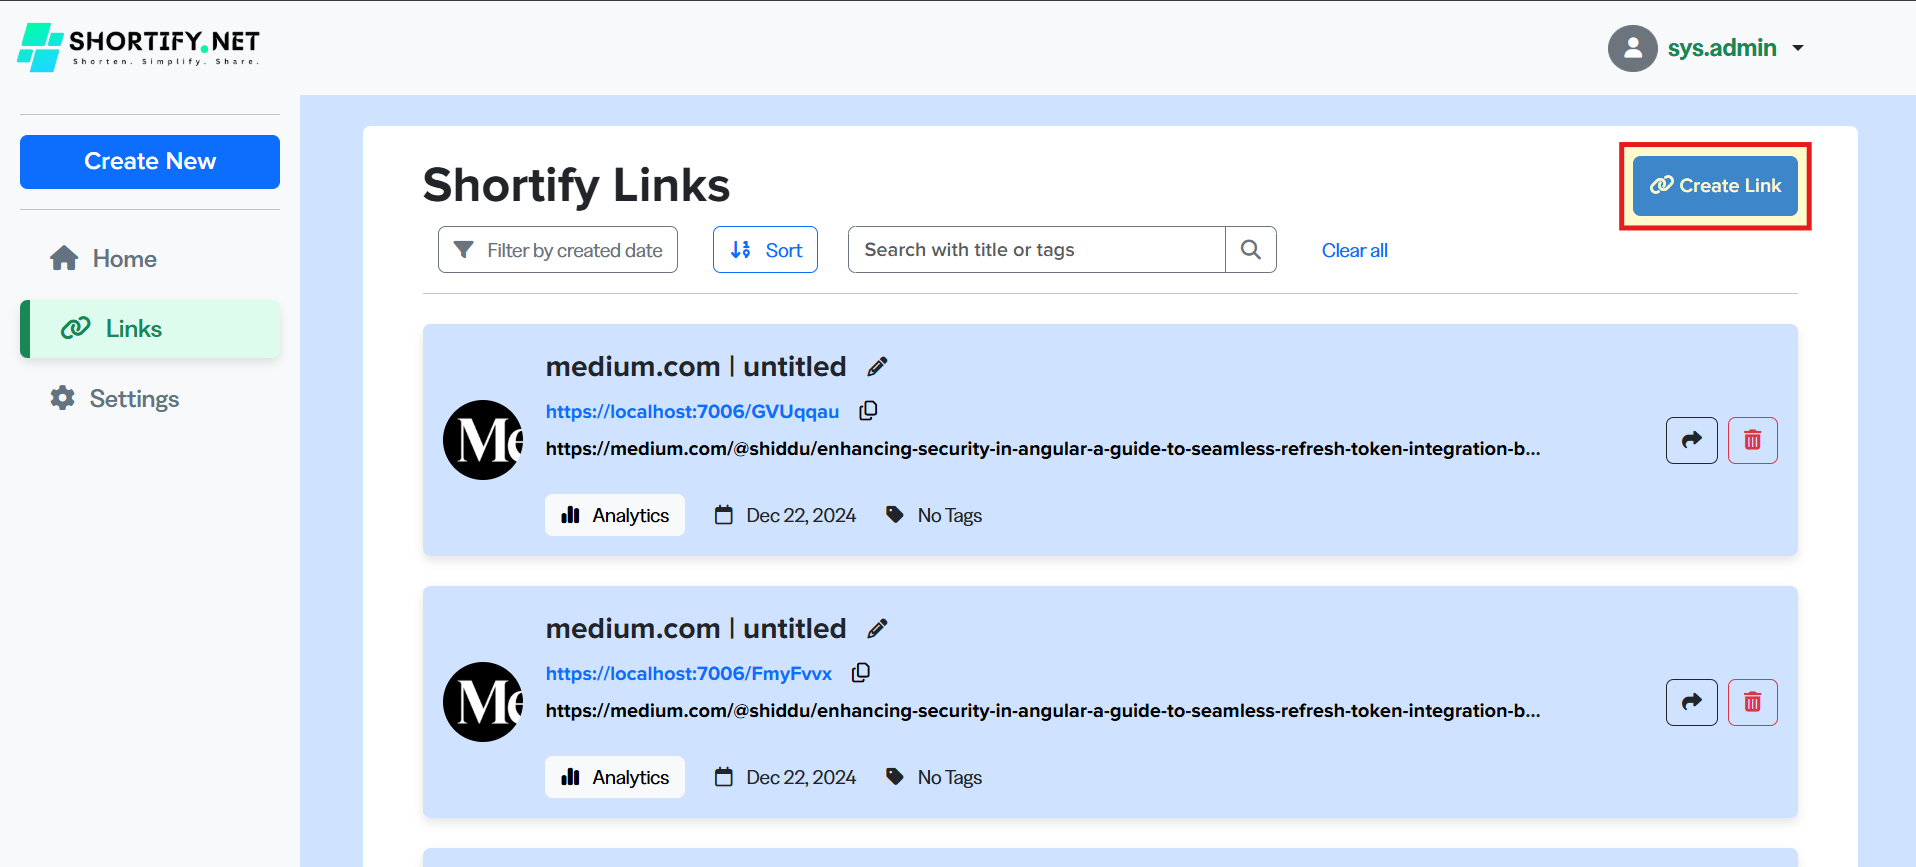 SHORTIFY.NET
Shorten. Simplify. Share.
sys.admin
Create New
Home
Links
Settings
Shortify Links
Create Link
Filter by created date
Sort
Search with title or tags
Clear all
medium.com | untitled
https://localhost:7006/GVUqqau
https://medium.com/@shiddu/enhancing-security-in-angular-a-guide-to-seamless-refresh-token-integration-b...
Analytics
Dec 22, 2024
No Tags
medium.com | untitled
https://localhost:7006/FmyFvvx
https://medium.com/@shiddu/enhancing-security-in-angular-a-guide-to-seamless-refresh-token-integration-b...
Analytics
Dec 22, 2024
No Tags